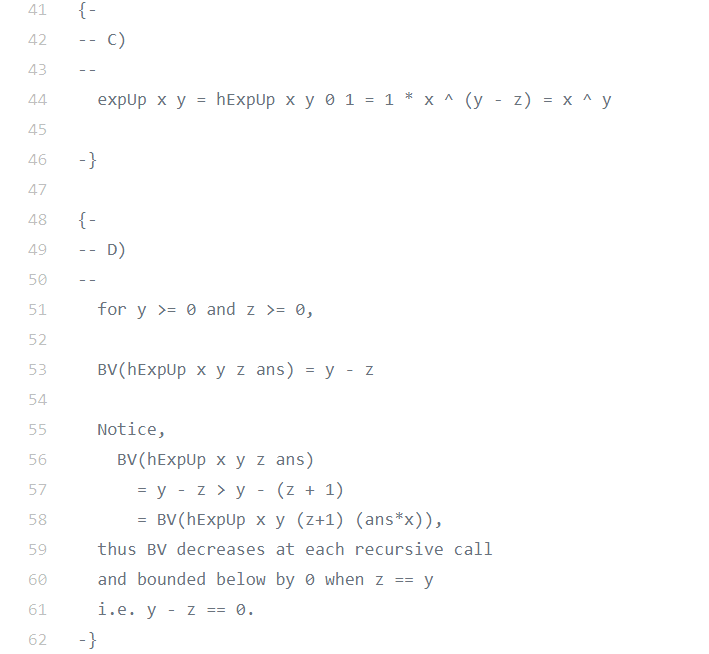 41 {-
42 -- C)
43 --
44 expUp x y = hExpUp x y 0 1 = 1 * x ^ (y - z) = x ^ y
45
46 -}
47
48 {-
49 -- D)
50 --
51 for y >= 0 and z >= 0,
52
53 BV(hExpUp x y z ans) = y - z
54
55 Notice,
56 BV(hExpUp x y z ans)
57 = y - z > y - (z + 1)
58 = BV(hExpUp x y (z+1) (ans*x)),
59 thus BV decreases at each recursive call
60 and bounded below by 0 when z == y
61 i.e. y - z == 0.
62 -}